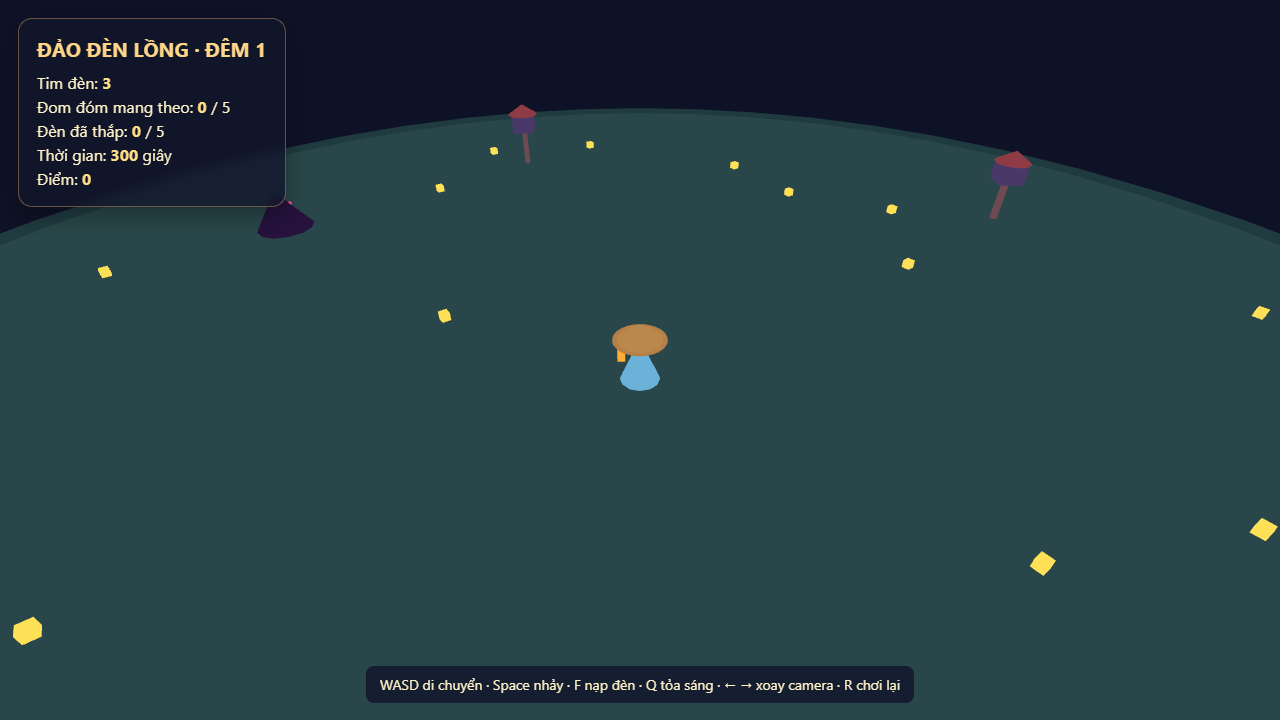 ĐẢO ĐÈN LỒNG · ĐÊM 1
Tim đèn: 3
Đom đóm mang theo: 0 / 5
Đèn đã thắp: 0 / 5
Thời gian: 300 giây
Điểm: 0
WASD di chuyển · Space nhảy · F nạp đèn · Q tỏa sáng · ← → xoay camera · R chơi lại